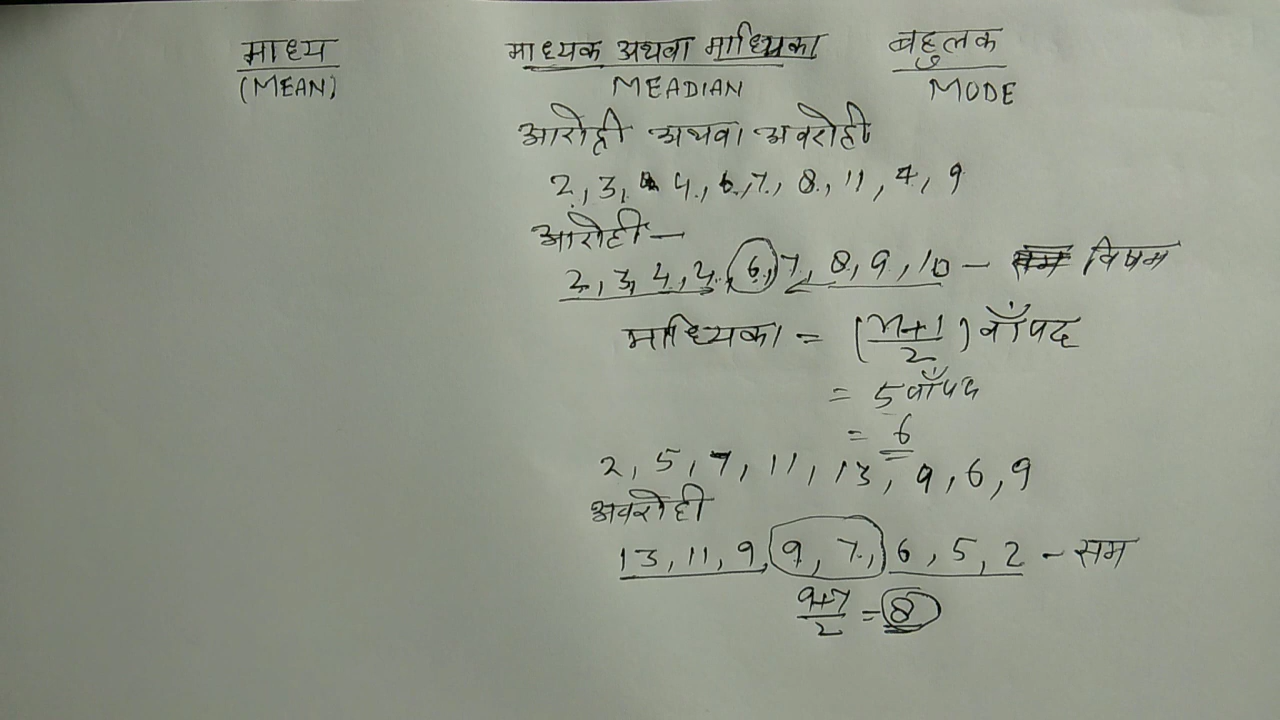 माध्य माध्यक अथवा माध्यिका बहुलक
(MEAN) MEADIAN MODE
आरोही अथवा अवरोही
2, 3, 4, 6, 7, 8, 11, 4, 9
आरोही –
2, 3, 4, 4, 6, 7, 8, 9, 10 – विषम
माध्यिका = (n+1/2) वाँ पद
= 5 वाँ पद
= 6
2, 5, 7, 11, 13, 9, 6, 9
अवरोही
13, 11, 9, 9, 7, 6, 5, 2 – सम
9+7/2 = 8